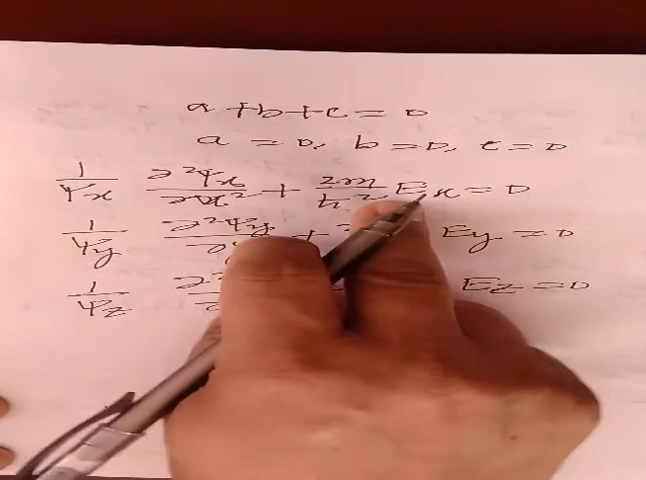 a + b + c = 0
a = 0, b = 0, c = 0
1/Ψx ∂²Ψx/∂x² + 2m/ħ² Ex = 0
1/Ψy ∂²Ψy/ + Ey = 0
1/Ψz Ez = 0